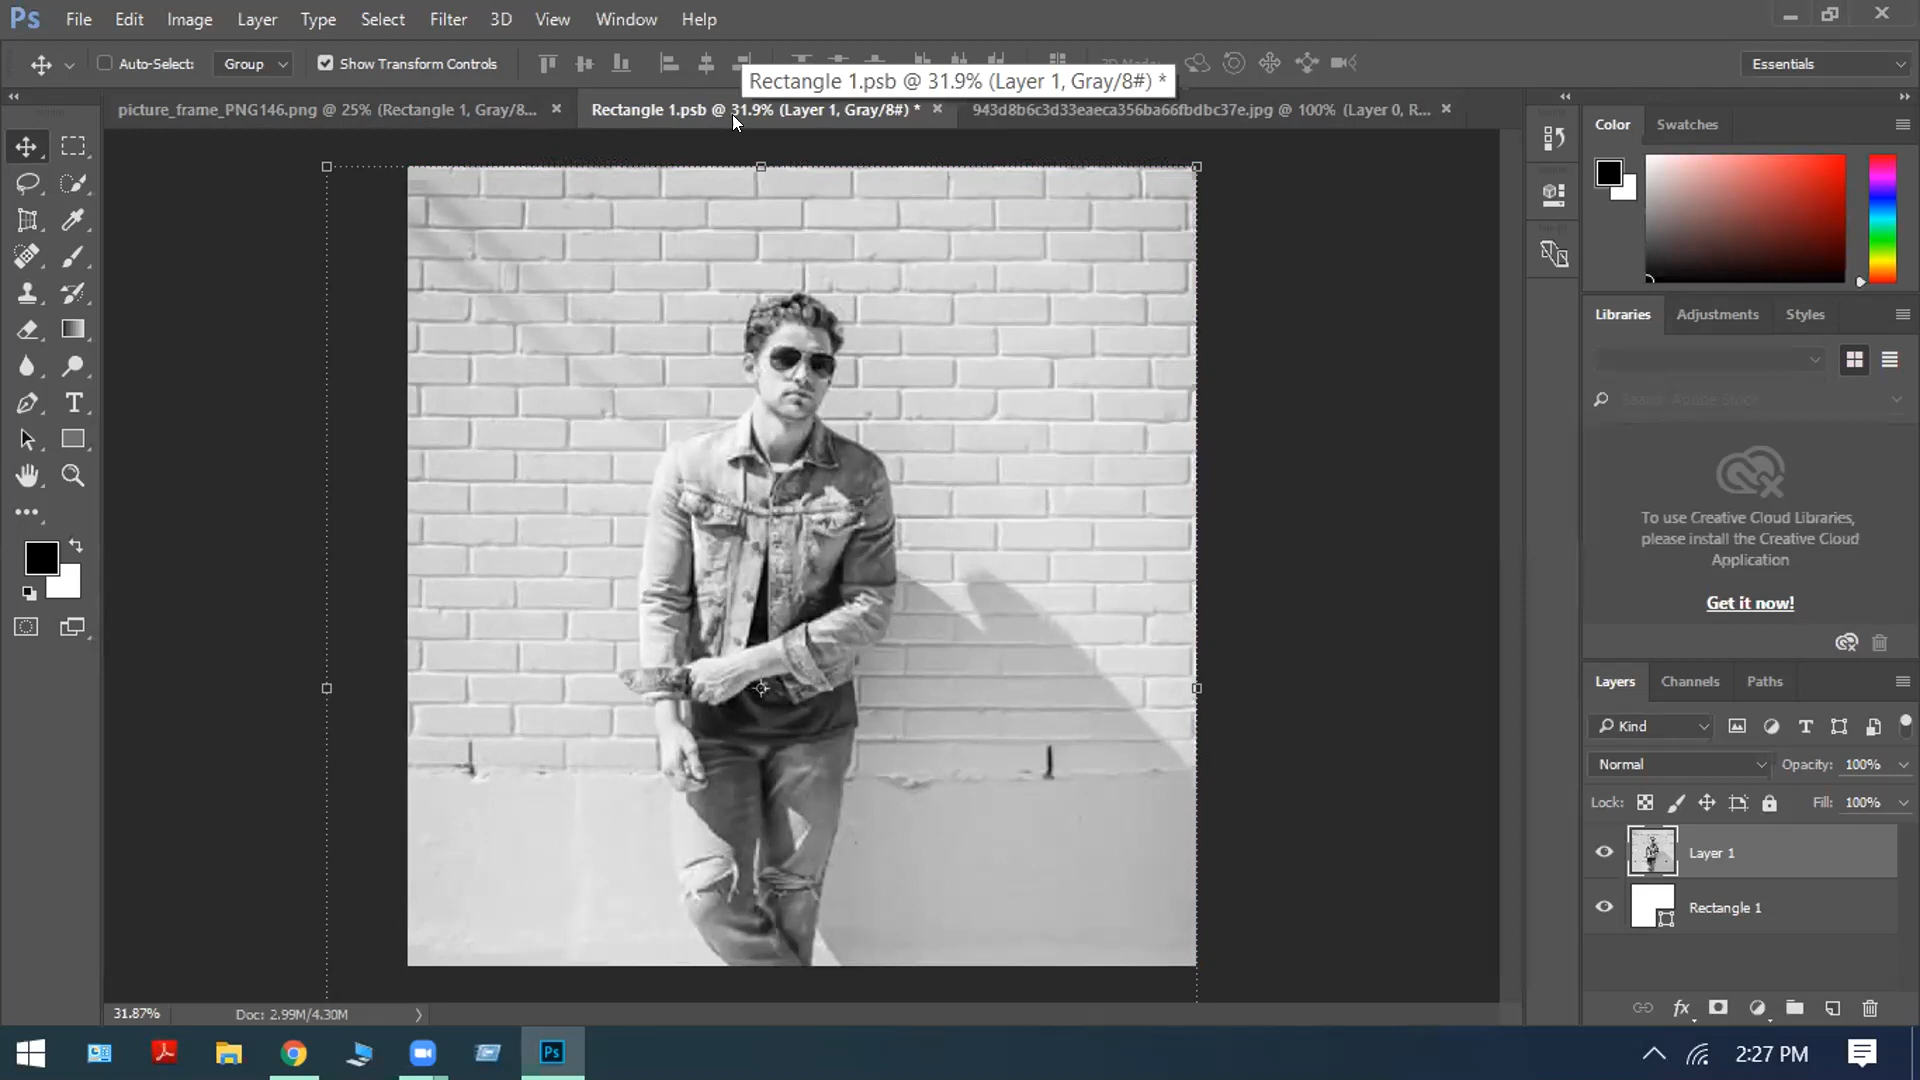 Ps File Edit Image Layer Type Select Filter 3D View Window Help
Auto-Select: Group Show Transform Controls Essentials
Rectangle 1.psb @ 31.9% (Layer 1, Gray/8#) *
picture_frame_PNG146.png @ 25% (Rectangle 1, Gray/8... × Rectangle 1.psb @ 31.9% (Layer 1, Gray/8#) * × 943d8b6c3d33eaeca356ba66fbdbc37e.jpg @ 100% (Layer 0, R... ×
Color Swatches
Libraries Adjustments Styles
Search Adobe Stock
To use Creative Cloud Libraries,
please install the Creative Cloud
Application
Get it now!
Layers Channels Paths
Kind
Normal Opacity: 100%
Lock: Fill: 100%
Layer 1
Rectangle 1
31.87% Doc: 2.99M/4.30M
Ps 2:27 PM